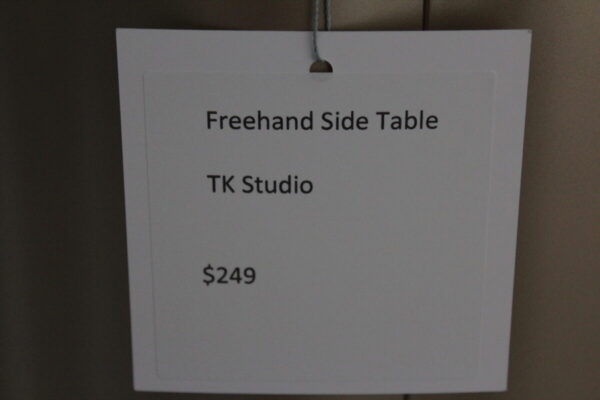 Freehand Side Table
TK Studio
$249